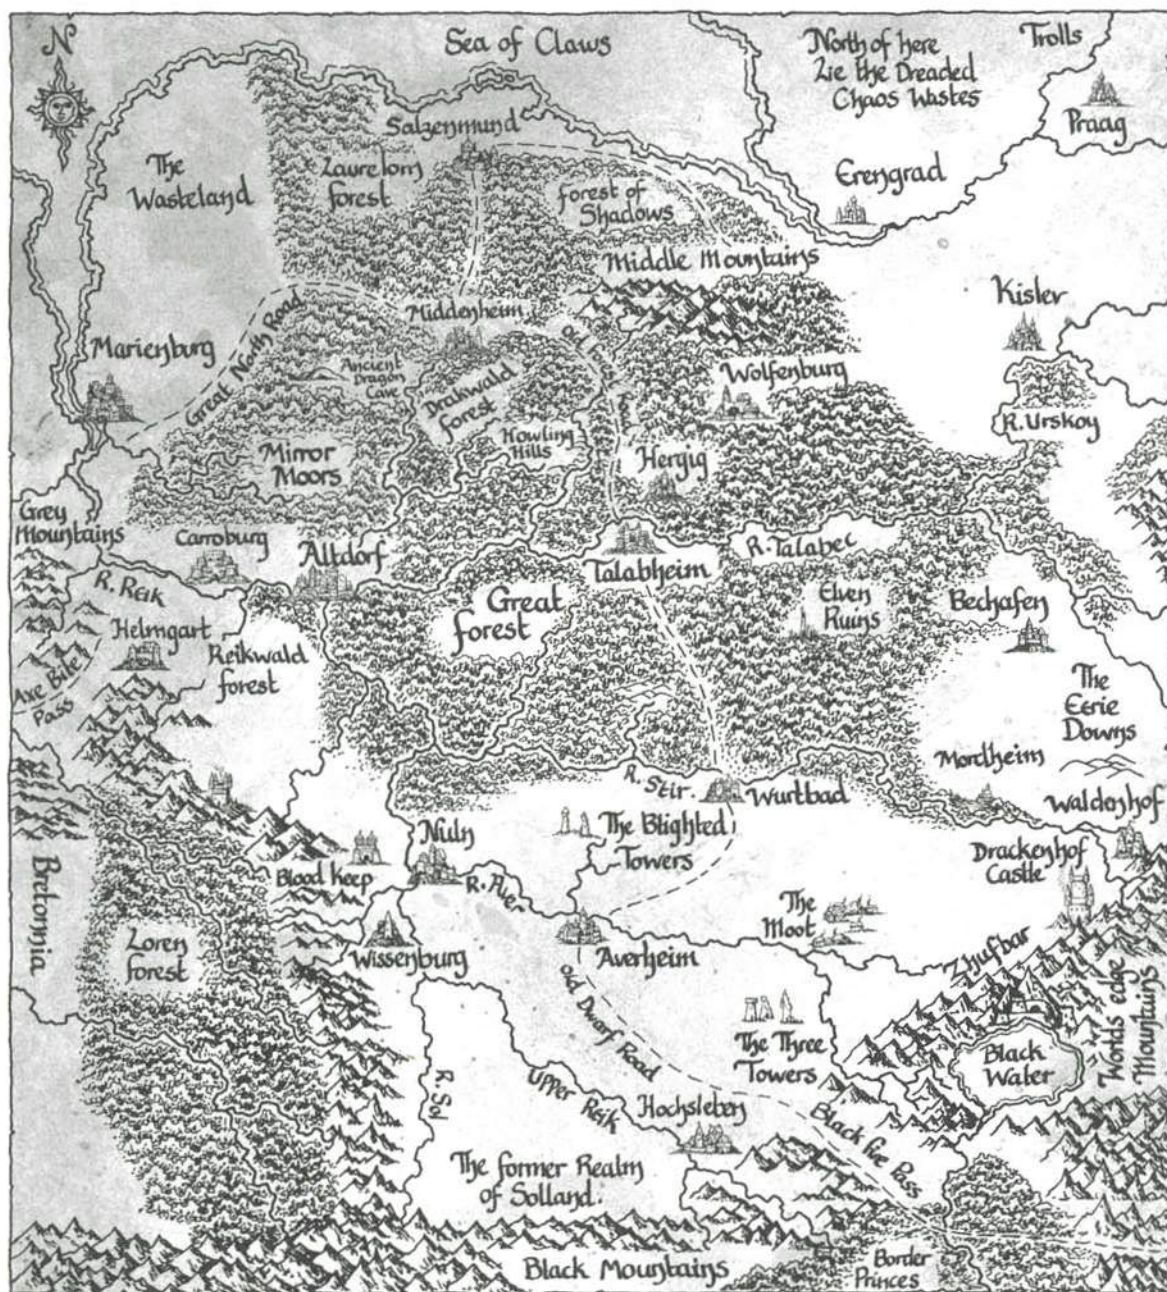 N
Sea of Claws
North of here
Lie the Dreaded
Chaos Wastes
Trolls
Praag
Salzenmund
The
Wasteland
Laurelorn
Forest
Forest of
Shadows
Erengrad
Middle Mountains
Kislev
Middenheim
Marienburg
Great North Road
Ancient
Dragon
Cave
Old Forest Road
Drakwald
Forest
Wolfenburg
R. Urskoy
Howling
Hills
Mirror
Moors
Hergig
Grey
Mountains
Carroburg
Altdorf
Talabheim
R. Talabec
R. Reik
Great
Forest
Elven
Ruins
Bechafen
Helmgart
Reikwald
Forest
Axe Bite
Pass
The
Eerie
Downs
Mordheim
R. Stir.
Wurtbad
Waldenhof
Nuln
The Blighted
Towers
Blood Keep
R. Aver
Drackenhof
Castle
Bretonnia
The
Moot
Loren
Forest
Wissenburg
Averheim
Zhufbar
Worlds edge
Mountains
Old Dwarf Road
The Three
Towers
Black
Water
R. Sol
Upper Reik
Hochsleben
Black Fire Pass
The Former Realm
of Solland.
Black Mountains
Border
Princes